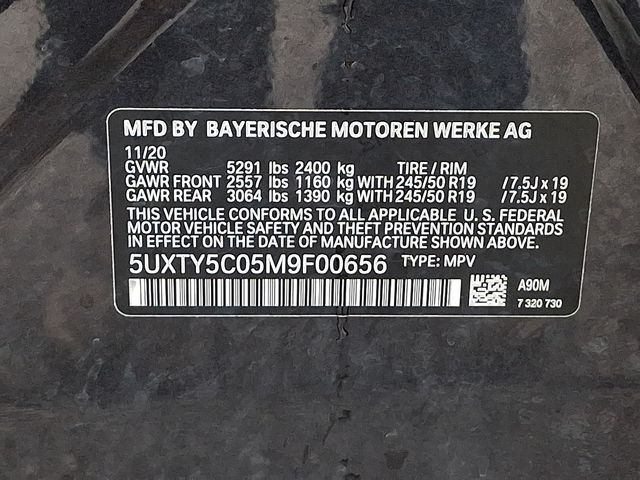 MFD BY BAYERISCHE MOTOREN WERKE AG
11/20
GVWR 5291 lbs 2400 kg TIRE / RIM
GAWR FRONT 2557 lbs 1160 kg WITH 245/50 R19 / 7.5J x 19
GAWR REAR 3064 lbs 1390 kg WITH 245/50 R19 / 7.5J x 19
THIS VEHICLE CONFORMS TO ALL APPLICABLE U. S. FEDERAL
MOTOR VEHICLE SAFETY AND THEFT PREVENTION STANDARDS
IN EFFECT ON THE DATE OF MANUFACTURE SHOWN ABOVE.
5UXTY5C05M9F00656 TYPE: MPV
A90M
7 320 730